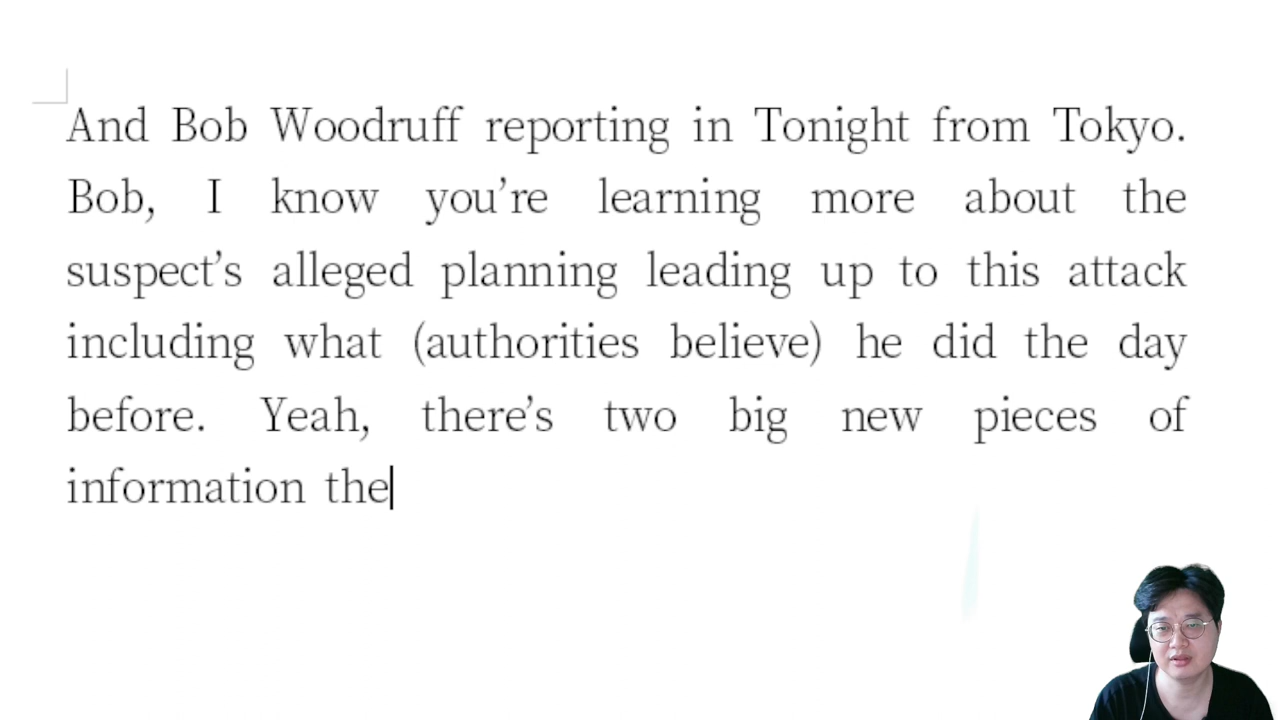 And Bob Woodruff reporting in Tonight from Tokyo.
Bob, I know you’re learning more about the
suspect’s alleged planning leading up to this attack
including what (authorities believe) he did the day
before. Yeah, there’s two big new pieces of
information the